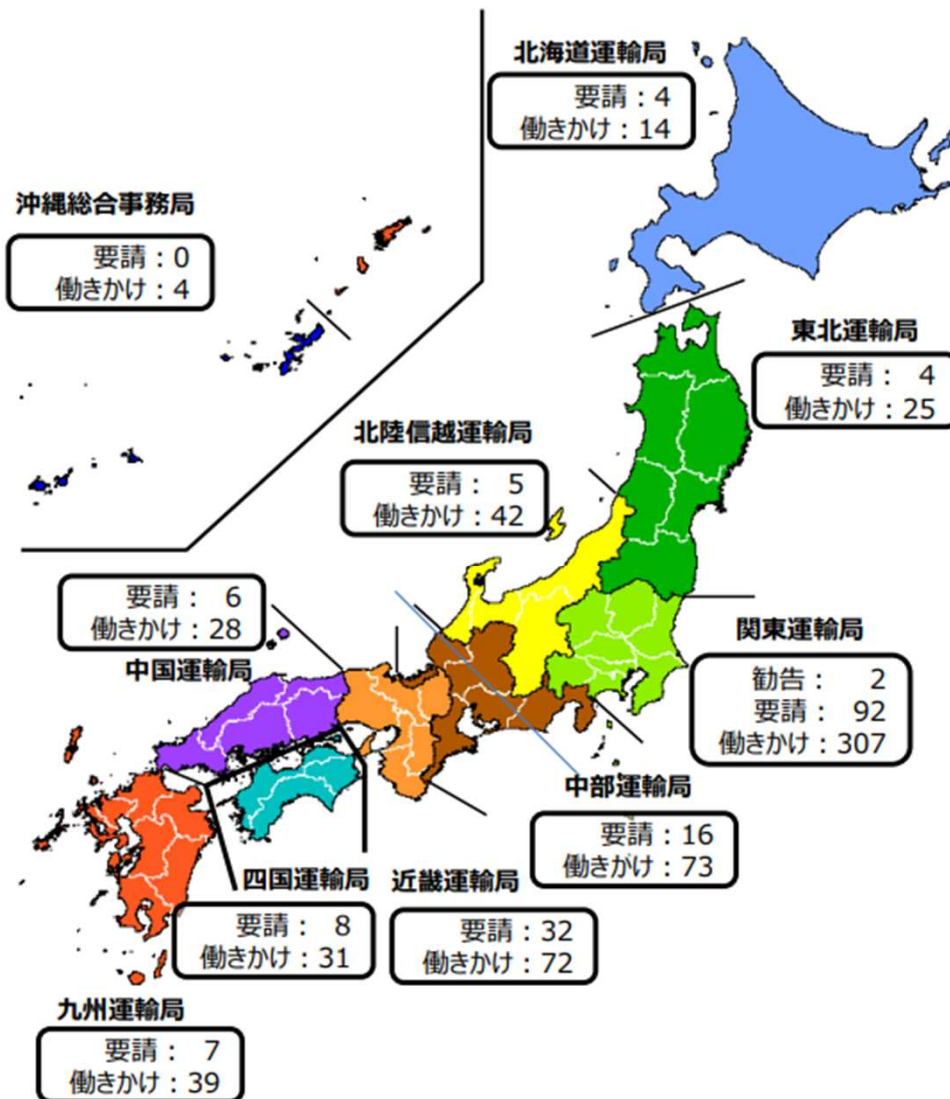 北海道運輸局
要請：4
働きかけ：14
沖縄総合事務局
要請：0
働きかけ：4
東北運輸局
要請： 4
働きかけ：25
北陸信越運輸局
要請： 5
働きかけ：42
要請： 6
働きかけ：28
中国運輸局
関東運輸局
勧告： 2
要請： 92
働きかけ：307
中部運輸局
要請：16
働きがけ：73
四国運輸局
要請： 8
働きかけ：31
近畿運輸局
要請：32
働きかけ：72
九州運輸局
要請： 7
働きかけ：39